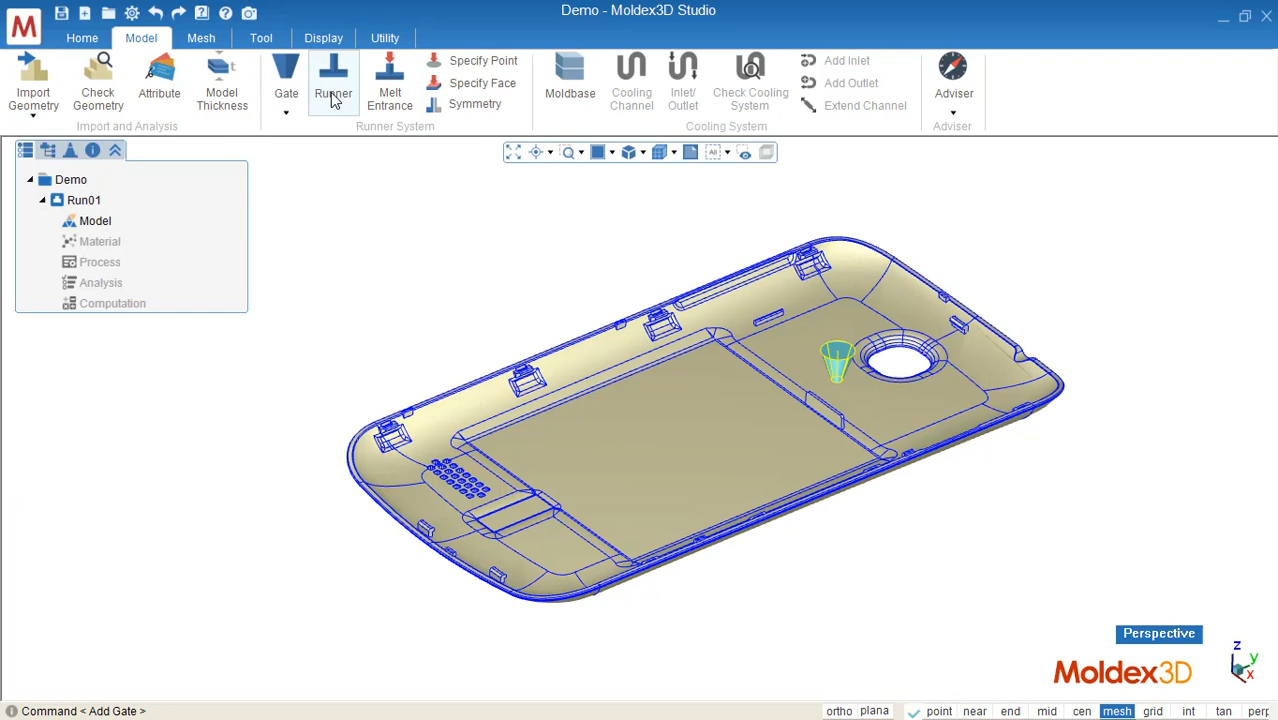 Demo - Moldex3D Studio
M
Home Model Mesh Tool Display Utility
Import Geometry
Check Geometry
Attribute
Model Thickness
Gate
Runner
Melt Entrance
Specify Point
Specify Face
Symmetry
Moldbase
Cooling Channel
Inlet/ Outlet
Check Cooling System
Add Inlet
Add Outlet
Extend Channel
Adviser
Import and Analysis
Runner System
Cooling System
Adviser
All
Demo
Run01
Model
Material
Process
Analysis
Computation
Perspective
Moldex3D
z
y
x
Command < Add Gate >
ortho plana point near end mid cen mesh grid int tan perp